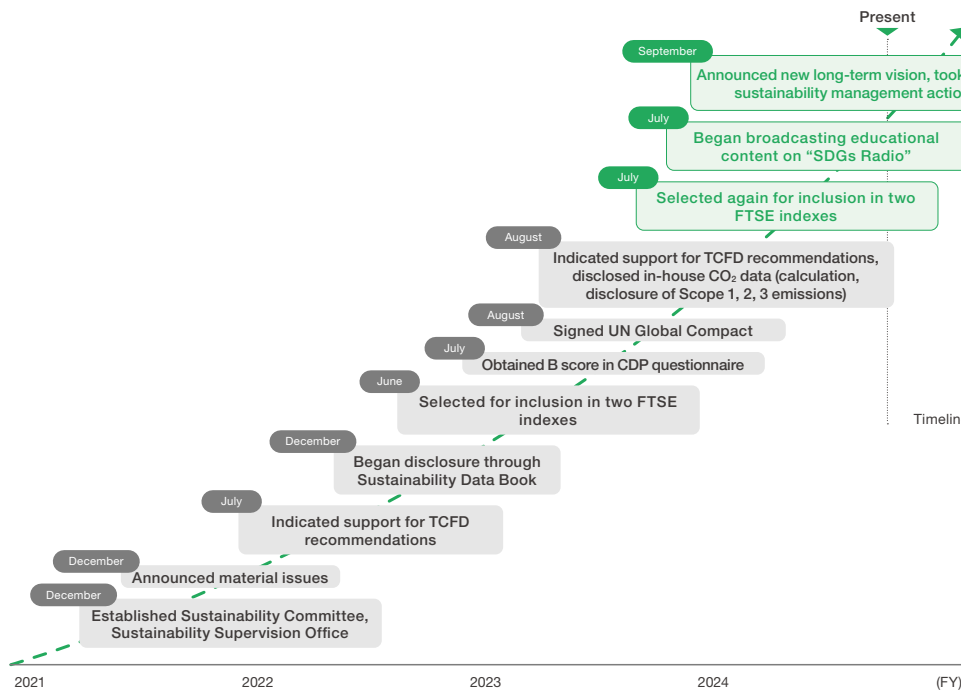 Present
September
Announced new long-term vision, took
sustainability management actio
July
Began broadcasting educational
content on “SDGs Radio”
July
Selected again for inclusion in two
FTSE indexes
August
Indicated support for TCFD recommendations,
disclosed in-house CO₂ data (calculation,
disclosure of Scope 1, 2, 3 emissions)
August
Signed UN Global Compact
July
Obtained B score in CDP questionnaire
June
Selected for inclusion in two FTSE
indexes
Timelin
December
Began disclosure through
Sustainability Data Book
July
Indicated support for TCFD
recommendations
December
Announced material issues
December
Established Sustainability Committee,
Sustainability Supervision Office
2021 2022 2023 2024 (FY)